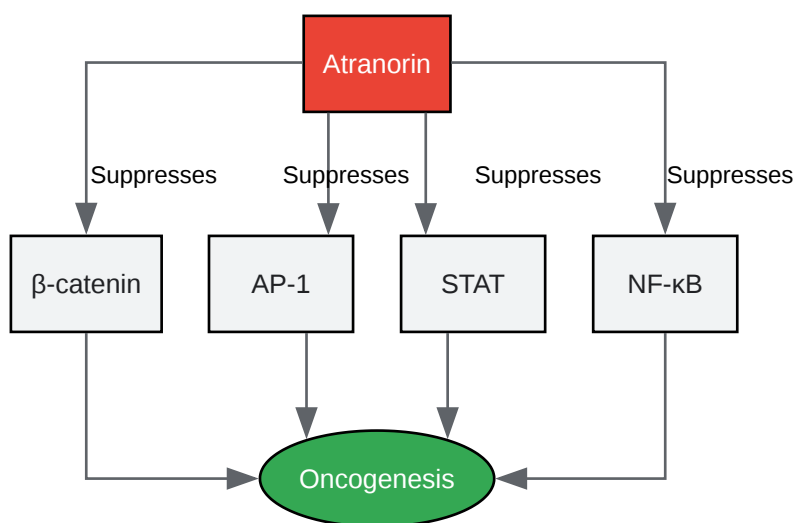 Atranorin
Suppresses
Suppresses
Suppresses
Suppresses
β-catenin
AP-1
STAT
NF-κB
Oncogenesis